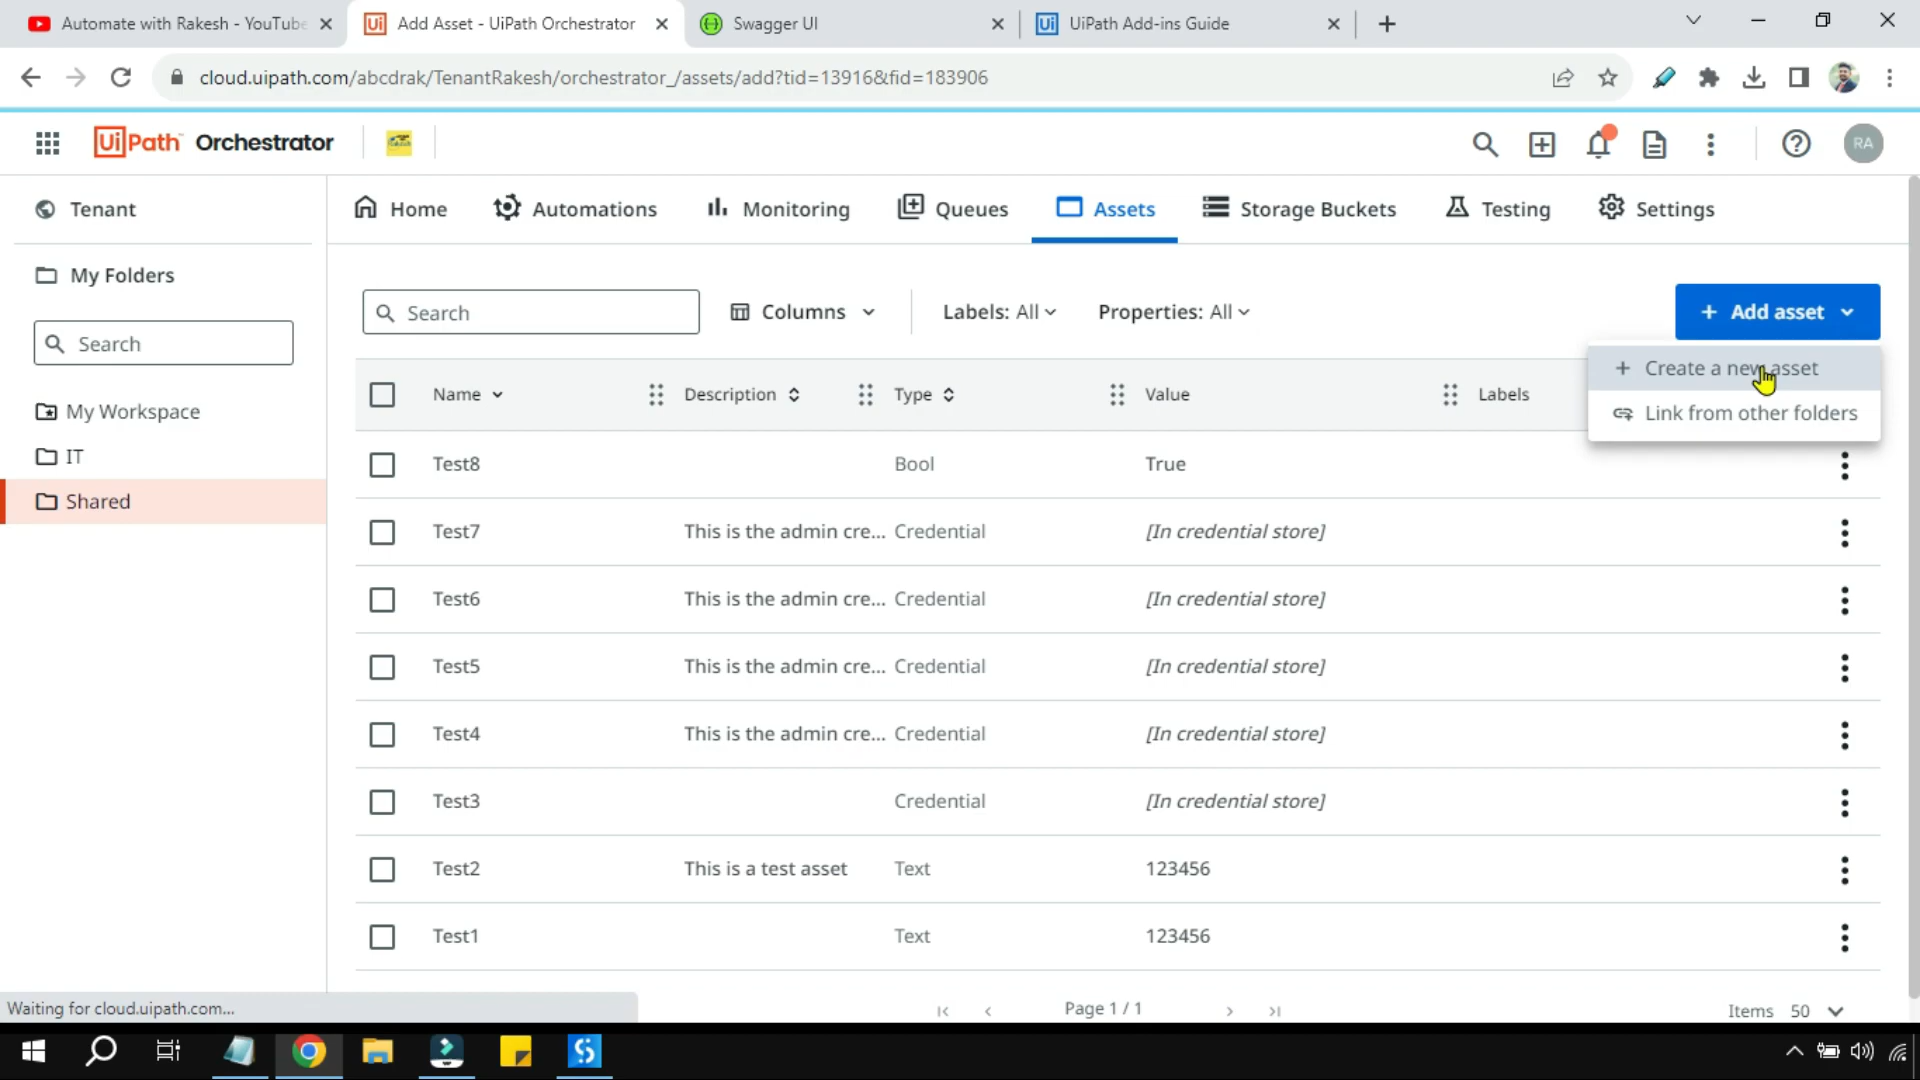 Automate with Rakesh - YouTube
Add Asset - UiPath Orchestrator
Swagger UI
UiPath Add-ins Guide
cloud.uipath.com/abcdrak/TenantRakesh/orchestrator_/assets/add?tid=13916&fid=183906
UiPath Orchestrator
RA
Tenant
Home
Automations
Monitoring
Queues
Assets
Storage Buckets
Testing
Settings
My Folders
Search
My Workspace
IT
Shared
Search
Columns
Labels: All
Properties: All
+ Add asset
+ Create a new asset
Link from other folders
Name Description Type Value Labels
Test8 Bool True
Test7 This is the admin cre... Credential [In credential store]
Test6 This is the admin cre... Credential [In credential store]
Test5 This is the admin cre... Credential [In credential store]
Test4 This is the admin cre... Credential [In credential store]
Test3 Credential [In credential store]
Test2 This is a test asset Text 123456
Test1 Text 123456
Waiting for cloud.uipath.com...
Page 1 / 1
Items 50